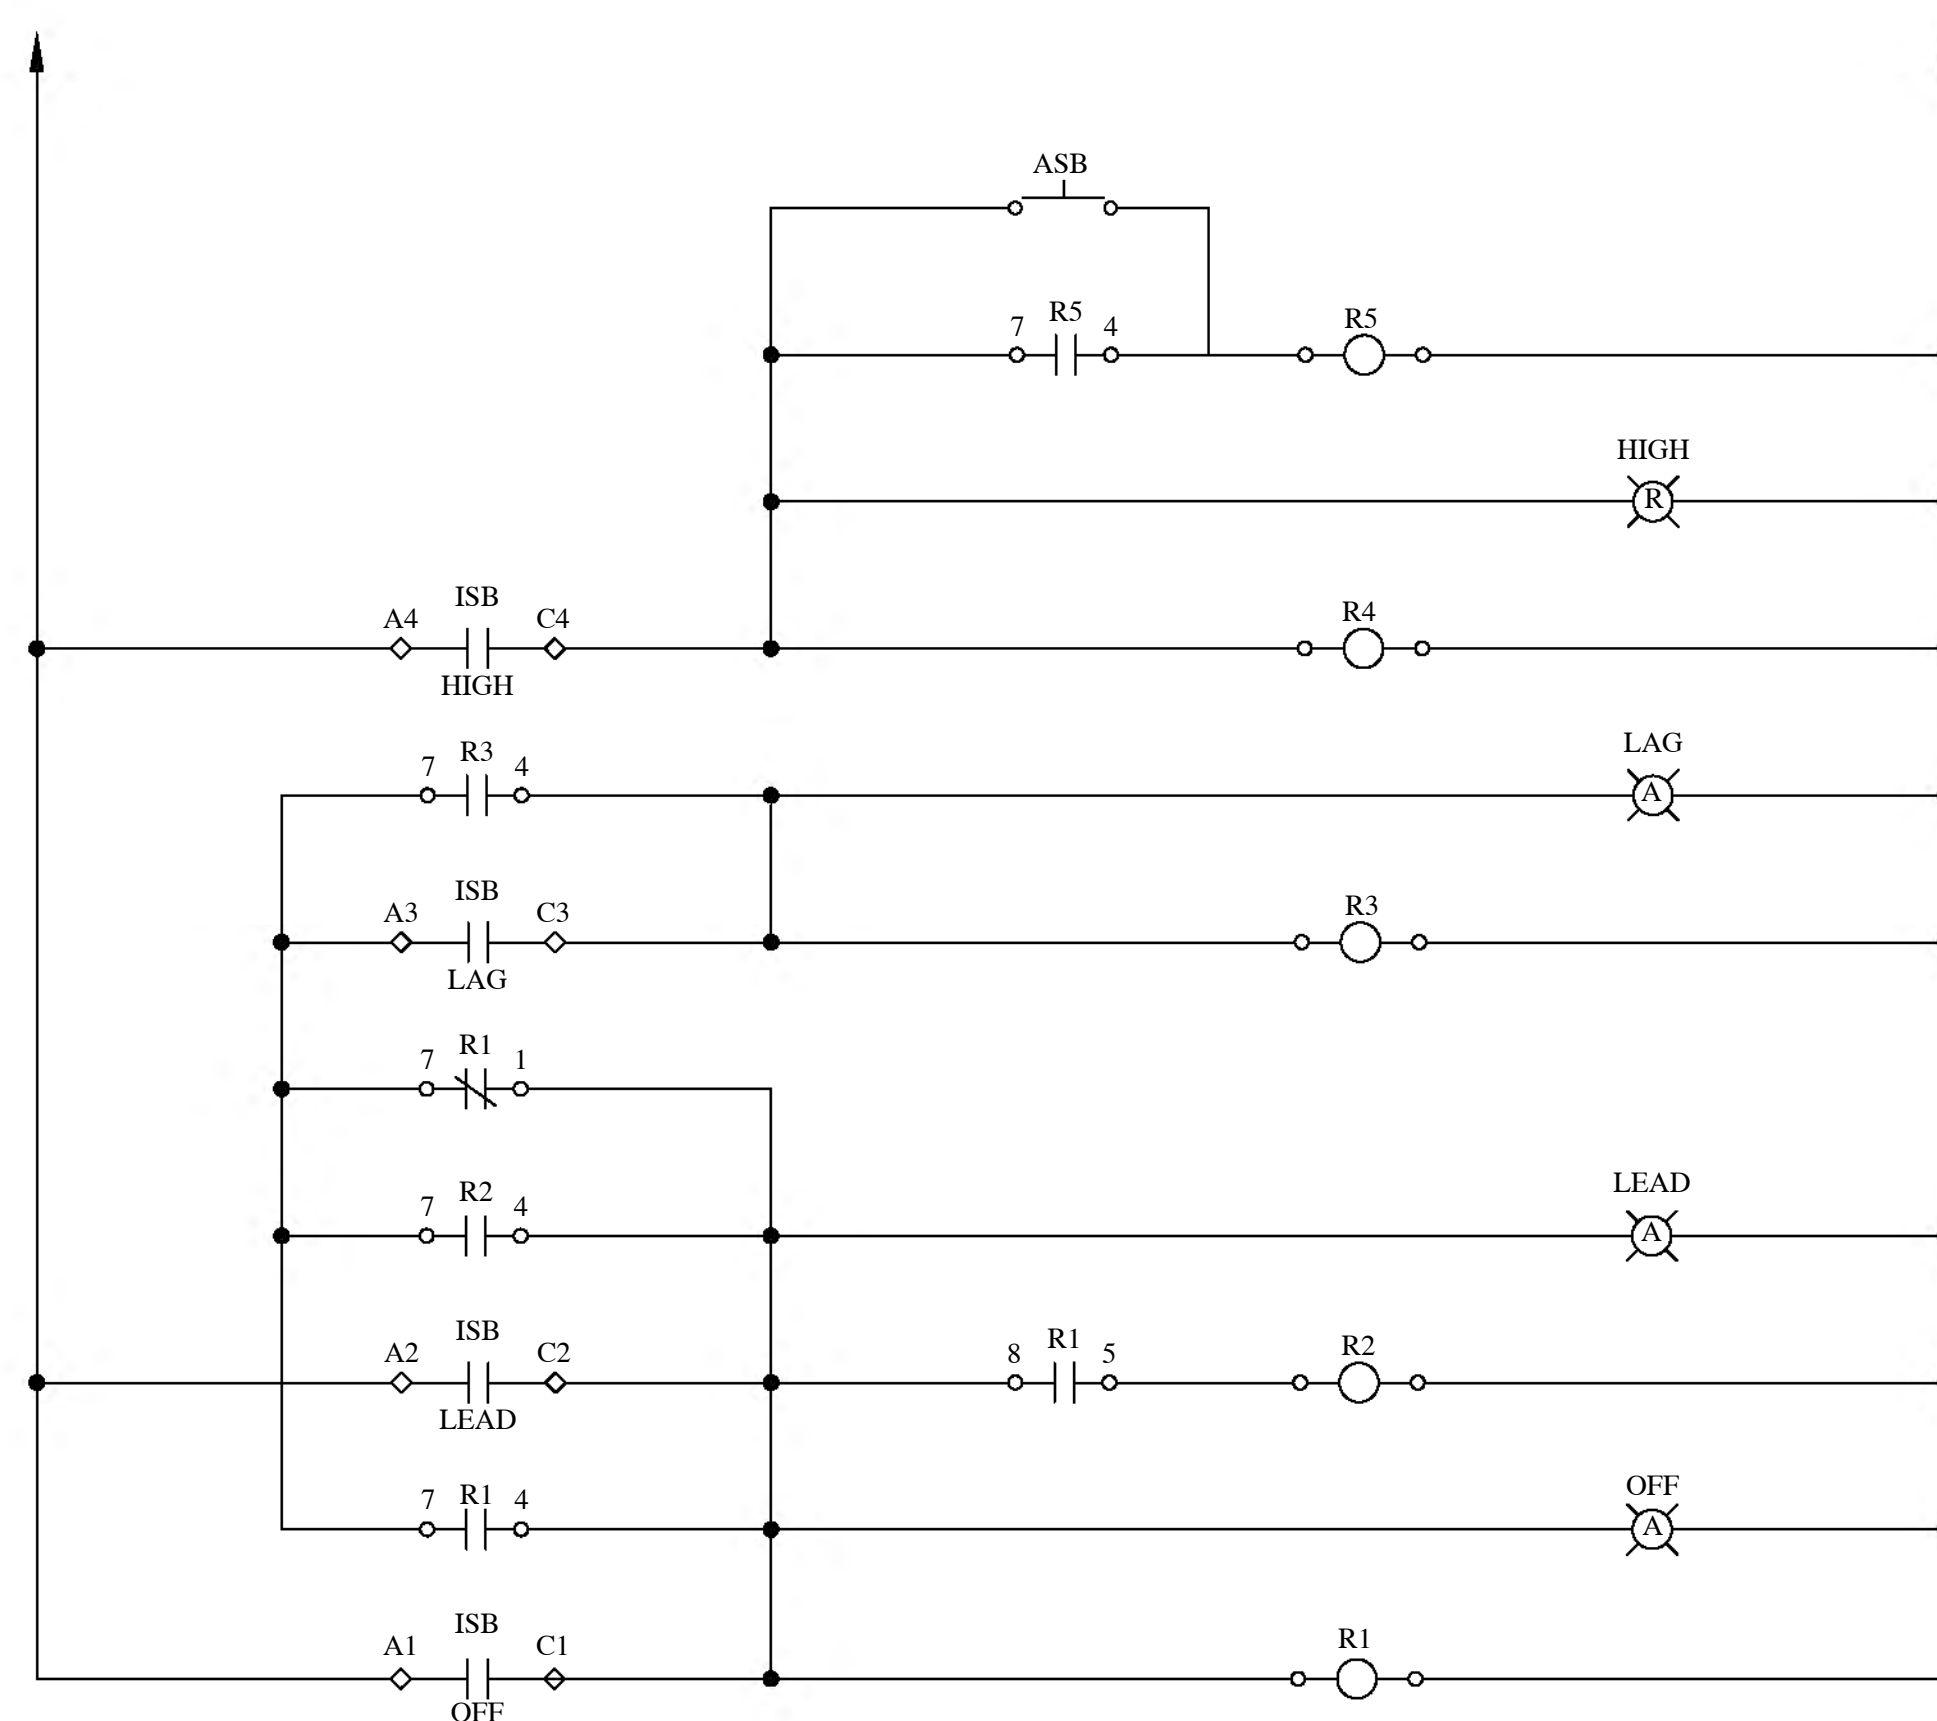 ASB
7 R5 4 R5
HIGH
R
ISB
A4 C4 R4
HIGH
LAG
7 R3 4
A
ISB
A3 C3 R3
LAG
7 R1 1
LEAD
7 R2 4
A
ISB
A2 C2 8 R1 5 R2
LEAD
OFF
7 R1 4
A
ISB
A1 C1 R1
OFF